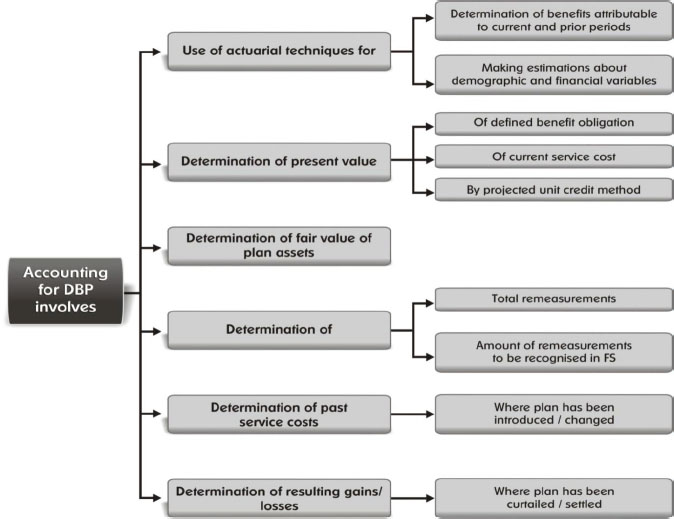 Accounting
for DBP
involves
Use of actuarial techniques for
Determination of benefits attributable
to current and prior periods
Making estimations about
demographic and financial variables
Determination of present value
Of defined benefit obligation
Of current service cost
By projected unit credit method
Determination of fair value of
plan assets
Determination of
Total remeasurements
Amount of remeasurements
to be recognised in FS
Determination of past
service costs
Where plan has been
introduced / changed
Determination of resulting gains/
losses
Where plan has been
curtailed / settled